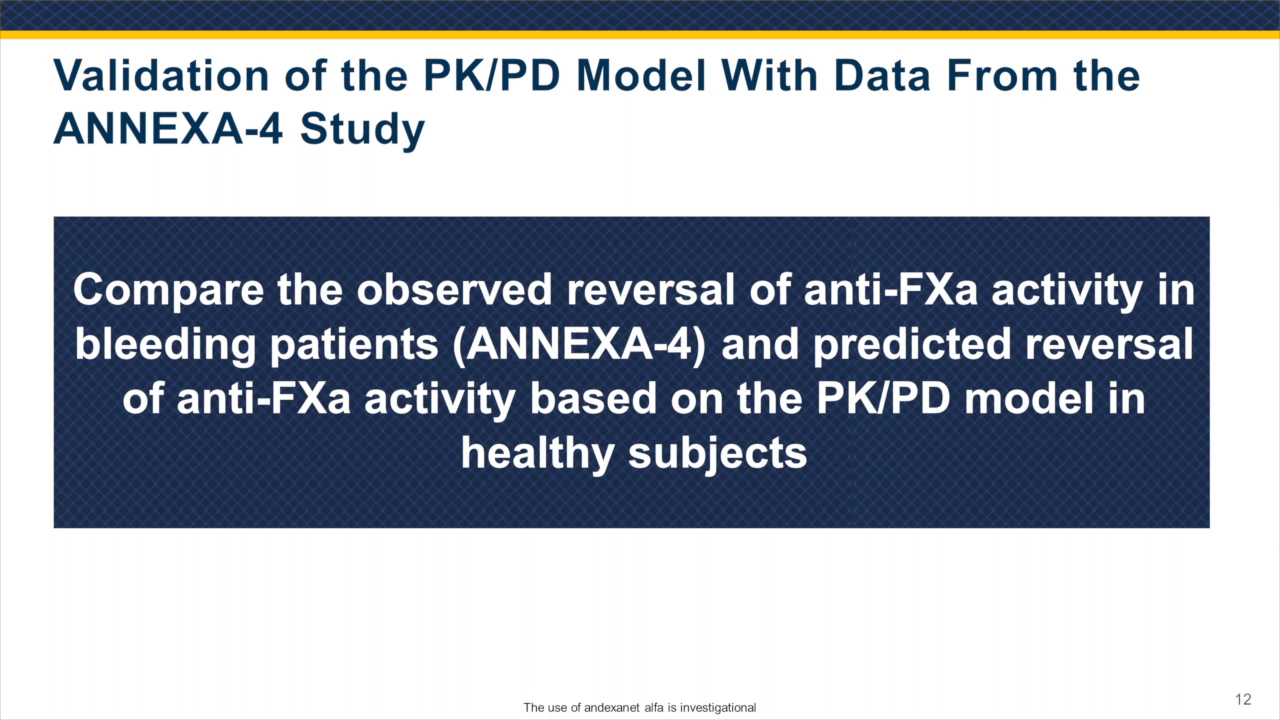 Validation of the PK/PD Model With Data From the
ANNEXA-4 Study
Compare the observed reversal of anti-FXa activity in
bleeding patients (ANNEXA-4) and predicted reversal
of anti-FXa activity based on the PK/PD model in
healthy subjects
The use of andexanet alfa is investigational
12